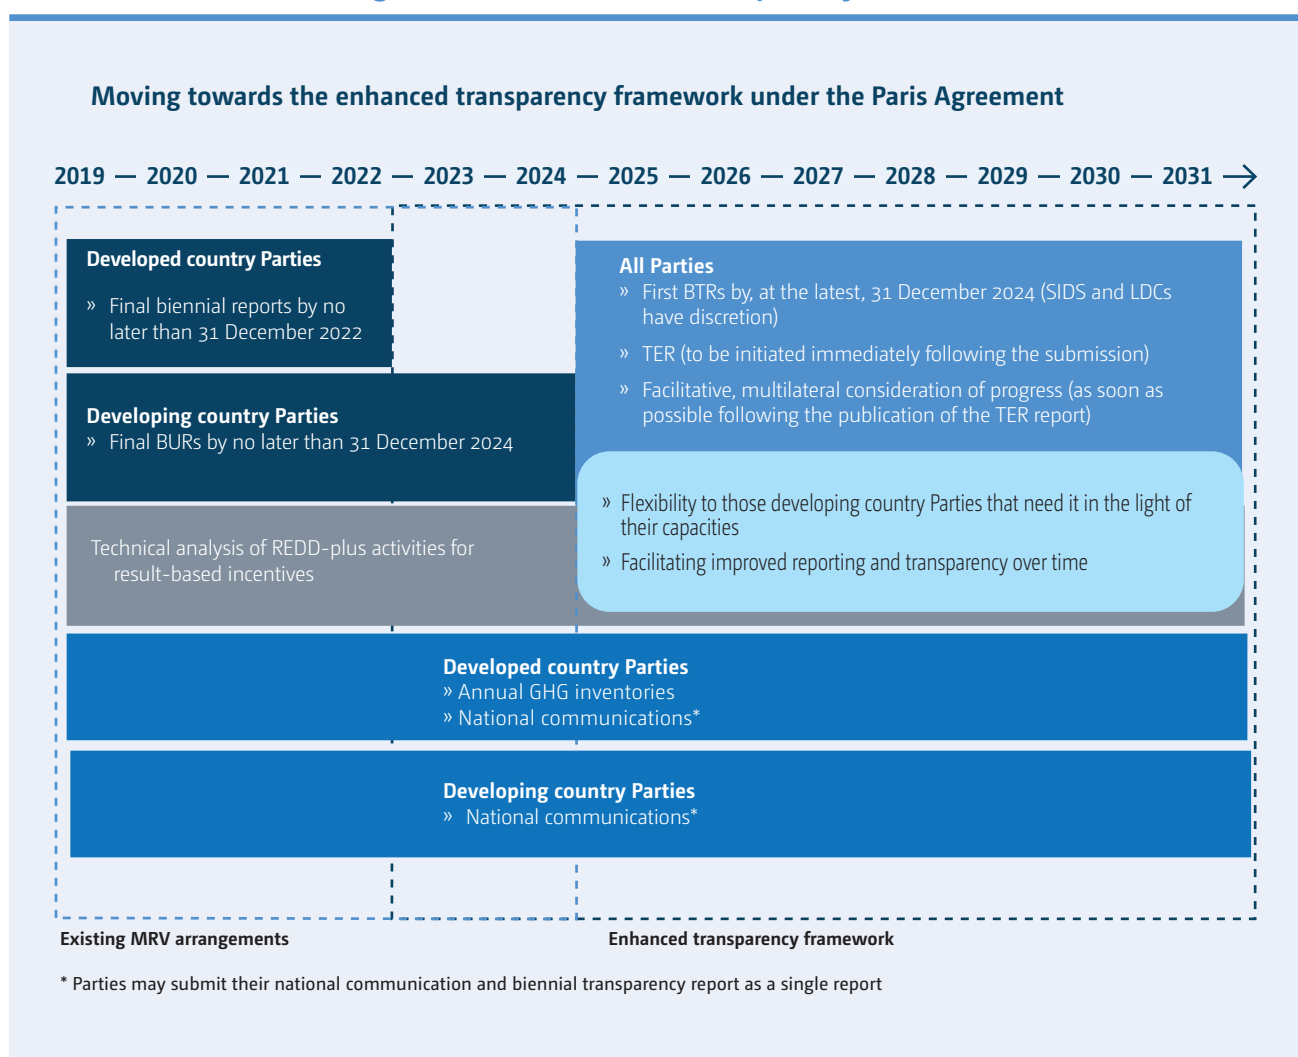 Moving towards the enhanced transparency framework under the Paris Agreement
2019 — 2020 — 2021 — 2022 — 2023 — 2024 — 2025 — 2026 — 2027 — 2028 — 2029 — 2030 — 2031
Developed country Parties
» Final biennial reports by no
later than 31 December 2022
Developing country Parties
» Final BURs by no later than 31 December 2024
Technical analysis of REDD-plus activities for
result-based incentives
All Parties
» First BTRs by, at the latest, 31 December 2024 (SIDS and LDCs
have discretion)
» TER (to be initiated immediately following the submission)
» Facilitative, multilateral consideration of progress (as soon as
possible following the publication of the TER report)
» Flexibility to those developing country Parties that need it in the light of
their capacities
» Facilitating improved reporting and transparency over time
Developed country Parties
» Annual GHG inventories
» National communications*
Developing country Parties
» National communications*
Existing MRV arrangements
Enhanced transparency framework
* Parties may submit their national communication and biennial transparency report as a single report